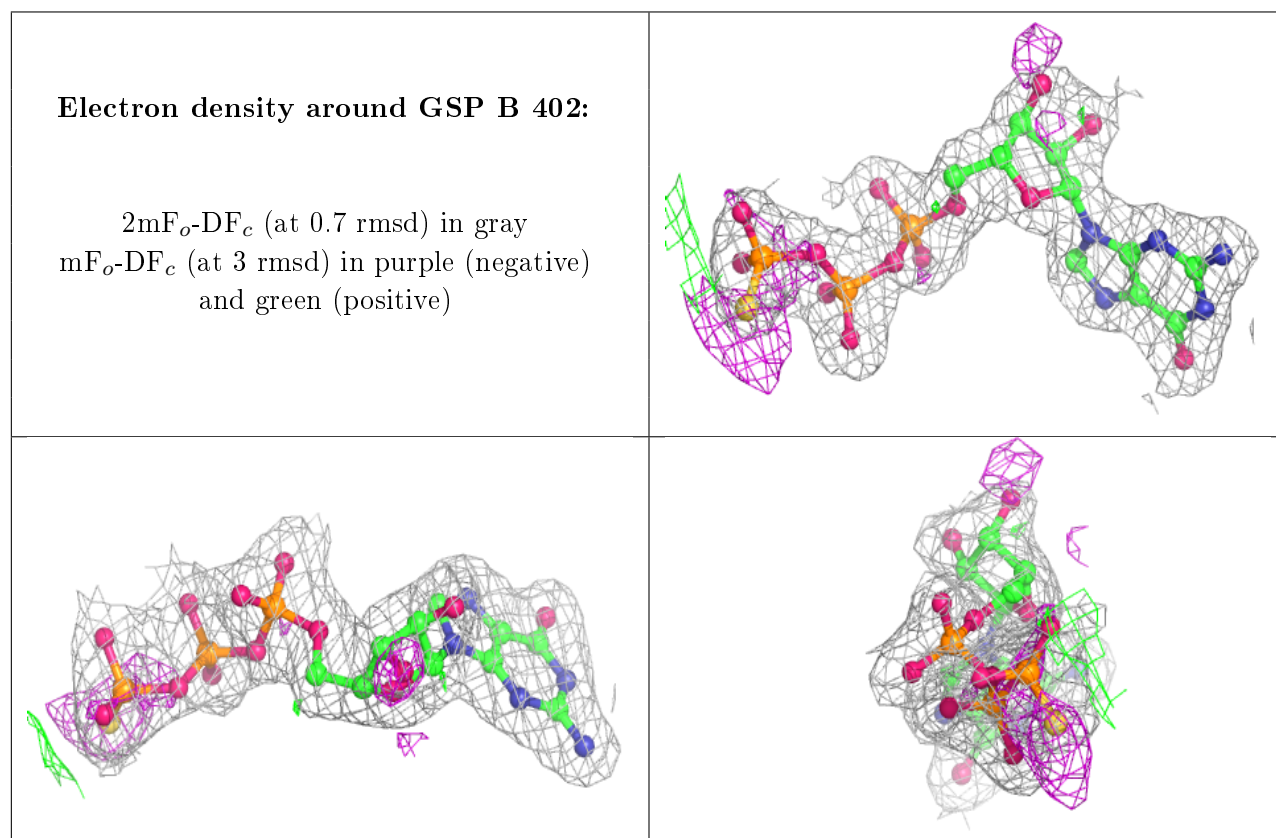 Electron density around GSP B 402:
2mFₒ-DF𝒸 (at 0.7 rmsd) in gray
mFₒ-DF𝒸 (at 3 rmsd) in purple (negative)
and green (positive)